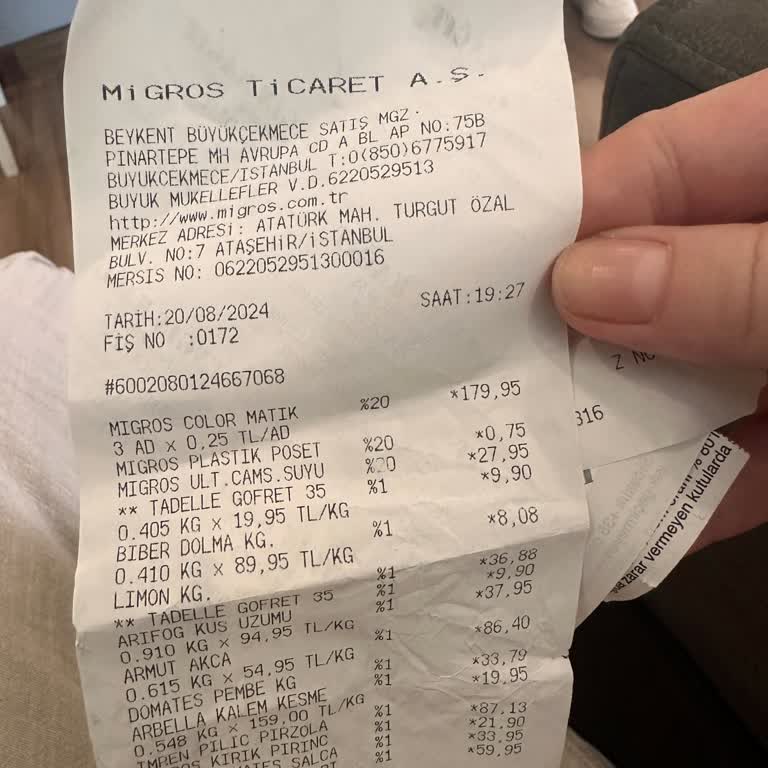 MiGROS TiCARET A.Ş.
BEYKENT BÜYÜKÇEKMECE SATIŞ MGZ.
PINARTEPE MH AVRUPA CD A BL AP NO:75B
BUYUKCEKMECE/ISTANBUL T:0(850)6775917
BUYUK MUKELLEFLER V.D.6220529513
http://www.migros.com.tr
MERKEZ ADRESi: ATATÜRK MAH. TURGUT ÖZAL
BULV. NO:7 ATAŞEHiR/iSTANBUL
MERSIS NO: 0622052951300016
TARİH:20/08/2024 SAAT:19:27
FİŞ NO :0172
#6002080124667068
MIGROS COLOR MATIK %20 *179,95
3 AD x 0,25 TL/AD
MIGROS PLASTIK POSET %20 *0,75
MIGROS ULT.CAMS.SUYU %20 *27,95
** TADELLE GOFRET 35 %1 *9,90
0.405 KG x 19,95 TL/KG
BIBER DOLMA KG. %1 *8,08
0.410 KG x 89,95 TL/KG
LIMON KG. %1 *36,88
** TADELLE GOFRET 35 %1 *9,90
ARIFOG KUS UZUMU %1 *37,95
0.910 KG x 94,95 TL/KG
ARMUT AKCA %1 *86,40
0.615 KG x 54,95 TL/KG
DOMATES PEMBE KG %1 *33,79
ARBELLA KALEM KESME %1 *19,95
0.548 KG x 159,00 TL/KG
IMREN PILIC PIRZOLA %1 *87,13
KIRIK PIRINC %1 *21,90
SALCA %1 *33,95
%1 *59,95
Z
316
zarar vermeyen kutularda